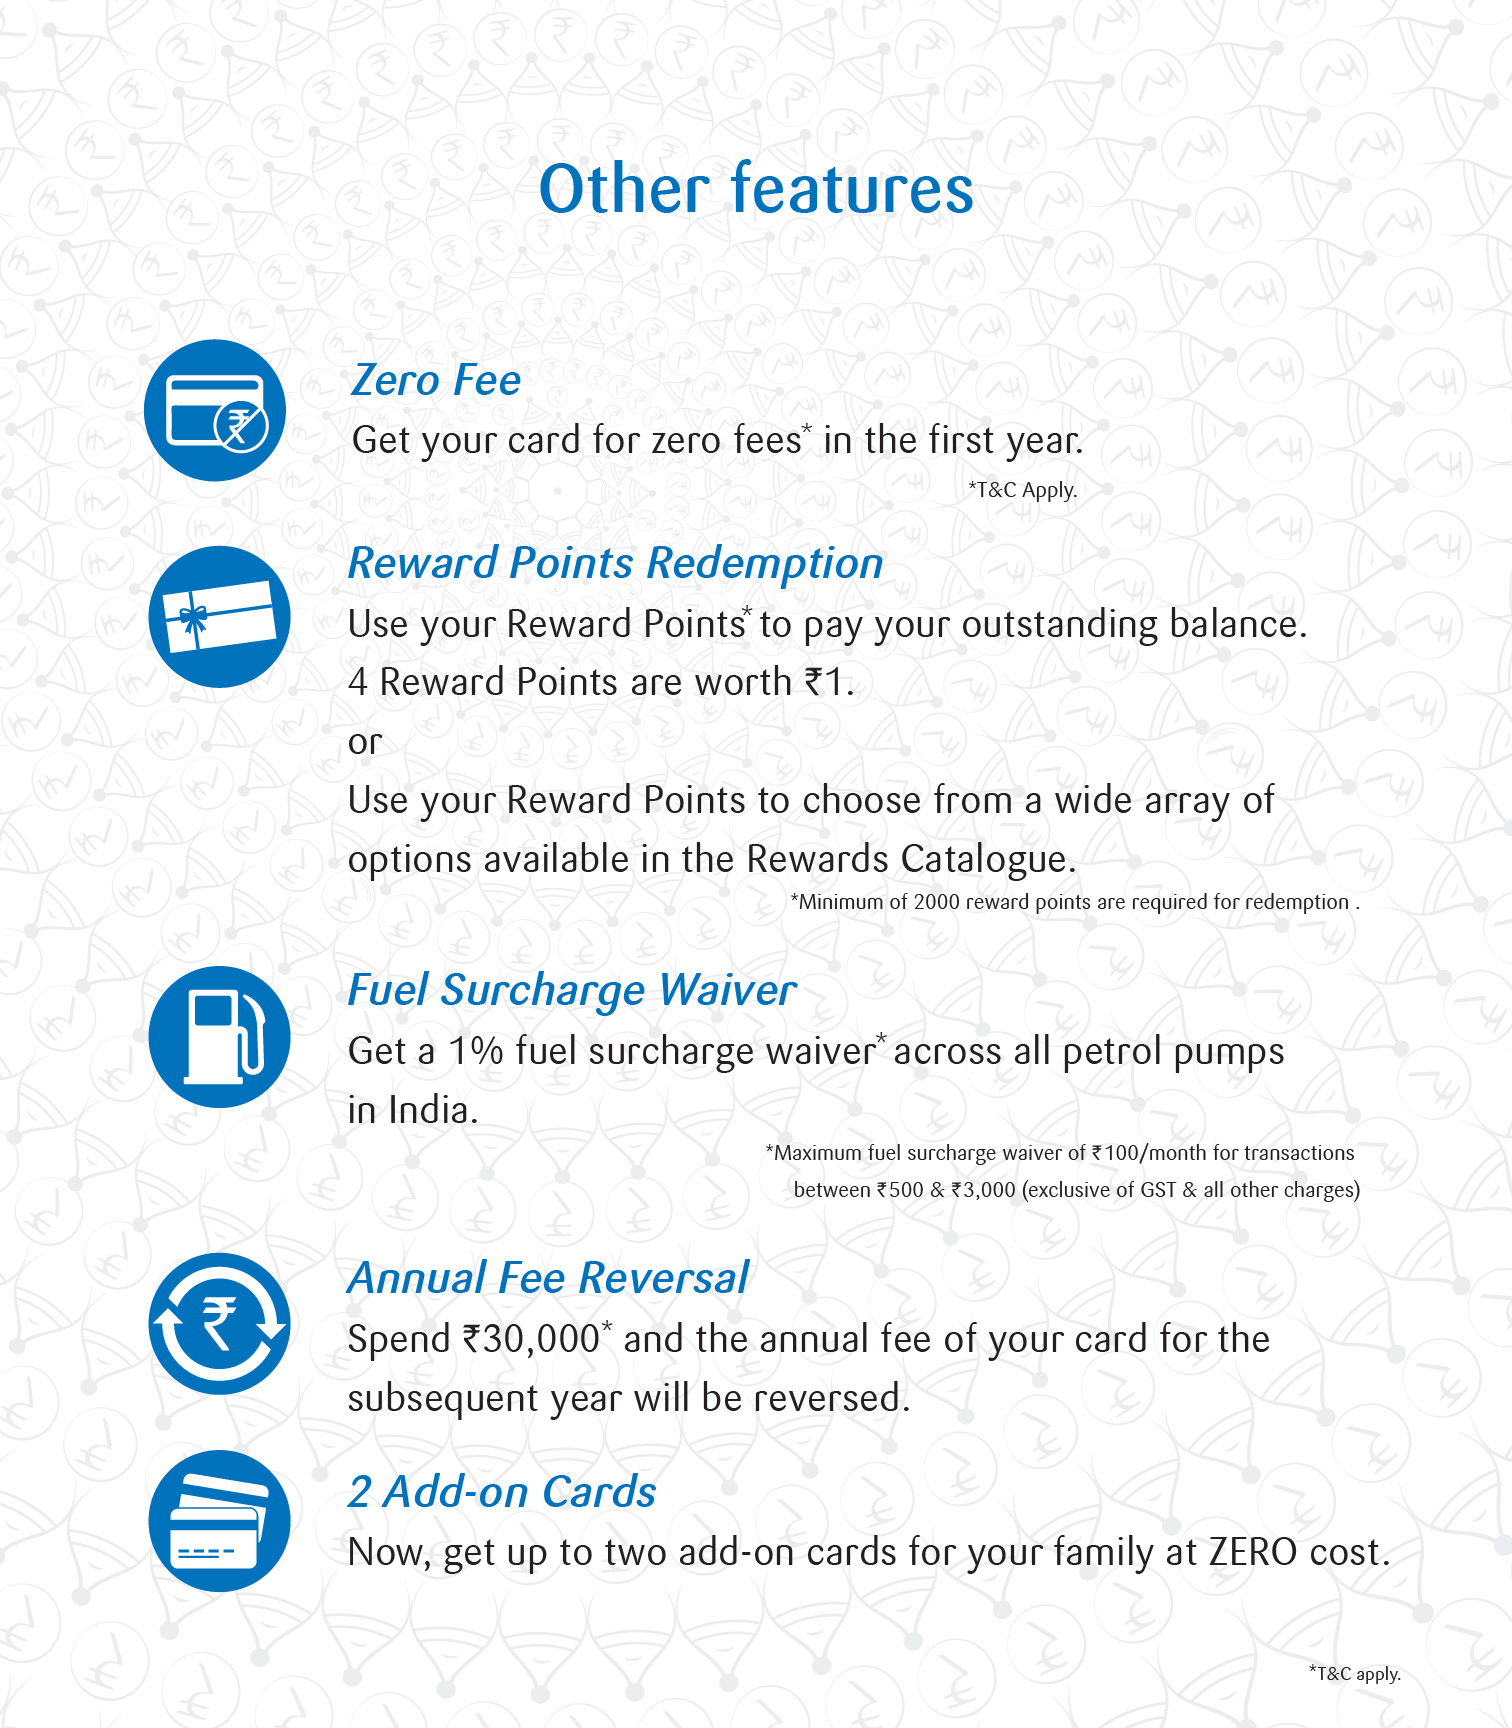 Other features
Zero Fee
Get your card for zero fees* in the first year.
*T&C Apply.
Reward Points Redemption
Use your Reward Points* to pay your outstanding balance.
4 Reward Points are worth ₹1.
or
Use your Reward Points to choose from a wide array of
options available in the Rewards Catalogue.
*Minimum of 2000 reward points are required for redemption .
Fuel Surcharge Waiver
Get a 1% fuel surcharge waiver* across all petrol pumps
in India.
*Maximum fuel surcharge waiver of ₹100/month for transactions
between ₹500 & ₹3,000 (exclusive of GST & all other charges)
Annual Fee Reversal
Spend ₹30,000* and the annual fee of your card for the
subsequent year will be reversed.
2 Add-on Cards
Now, get up to two add-on cards for your family at ZERO cost.
*T&C apply.